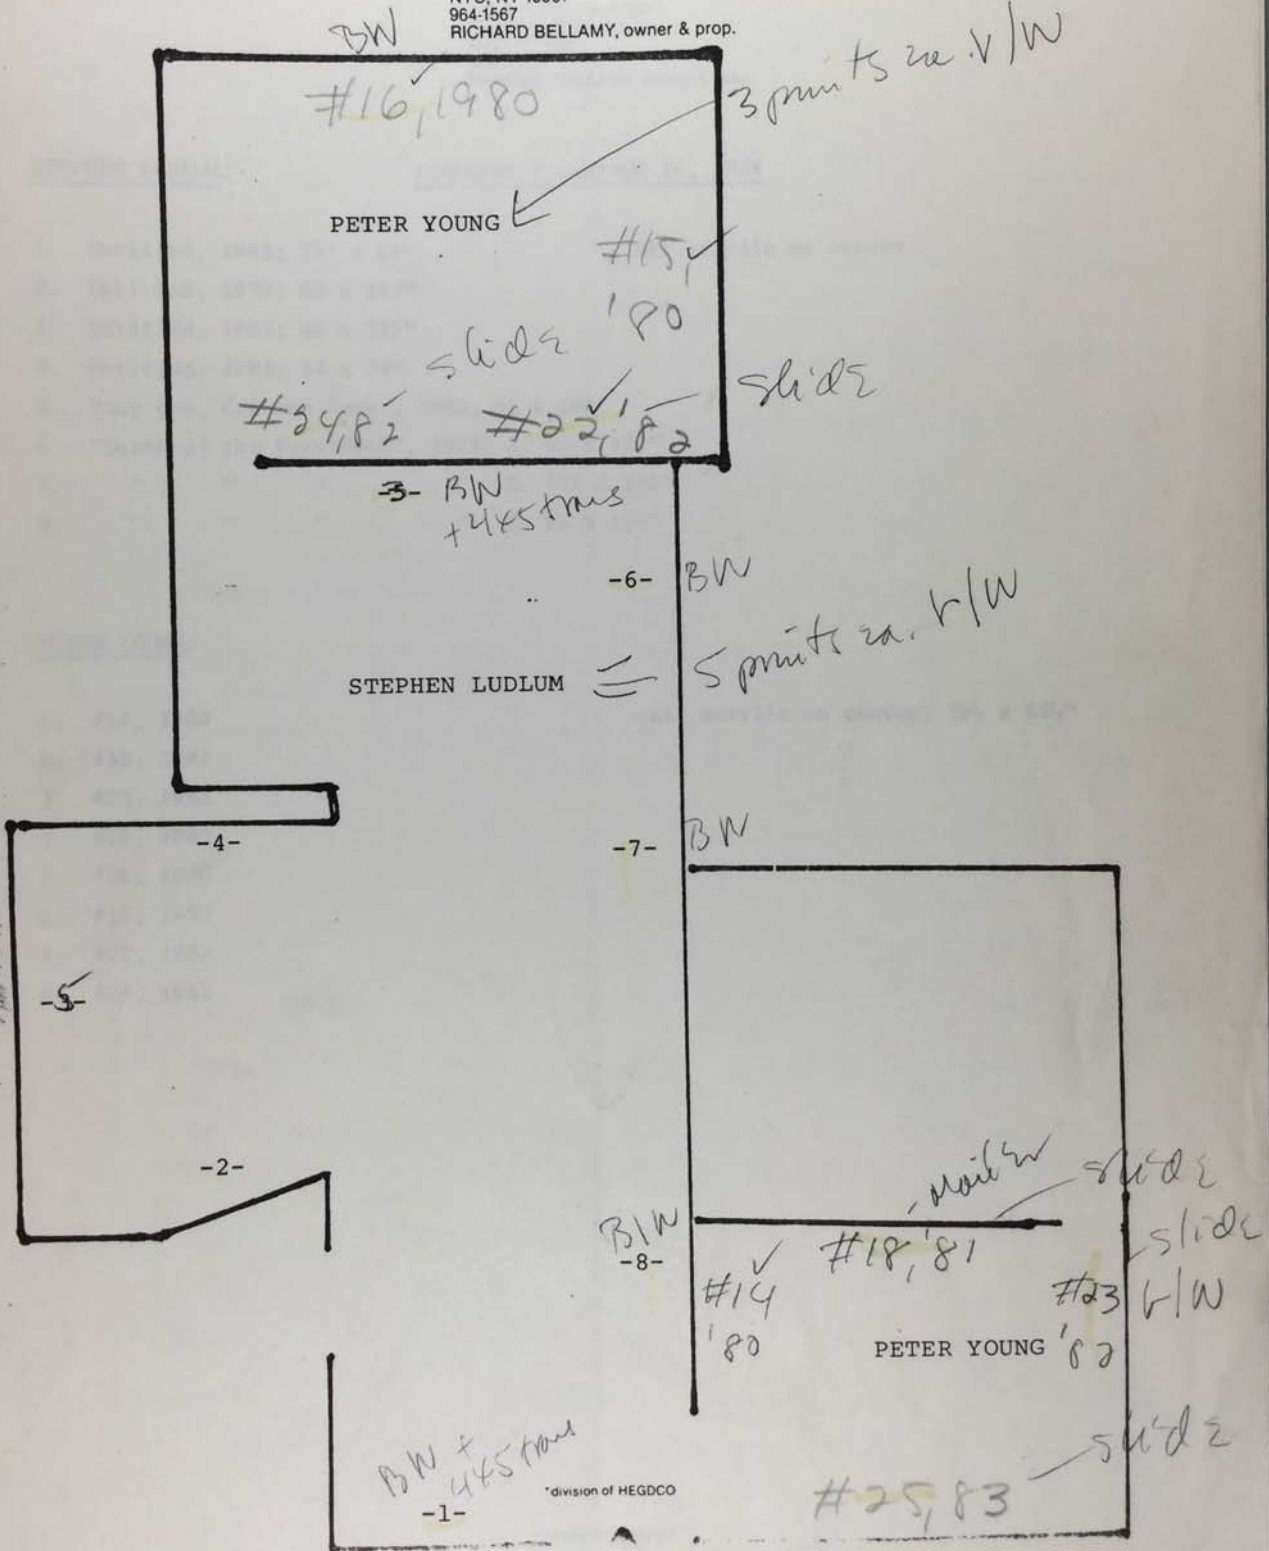 964-1567
RICHARD BELLAMY, owner & prop.
BW
#16, 1980
3 prints ea. b/W
PETER YOUNG
#15,
'80
slide
slide
#24, 82
#22, '82
-3- BW
+ 4x5 trans
-6- BW
5 prints ea. b/W
STEPHEN LUDLUM
-4-
-7- BW
-5-
-2-
mailer
slide
slide
B/W
-8-
#18, '81
#14
'80
#23 b/W
'82
PETER YOUNG
BW +
4x5 trans
slide
*division of HEGDCO
#25, 83
-1-